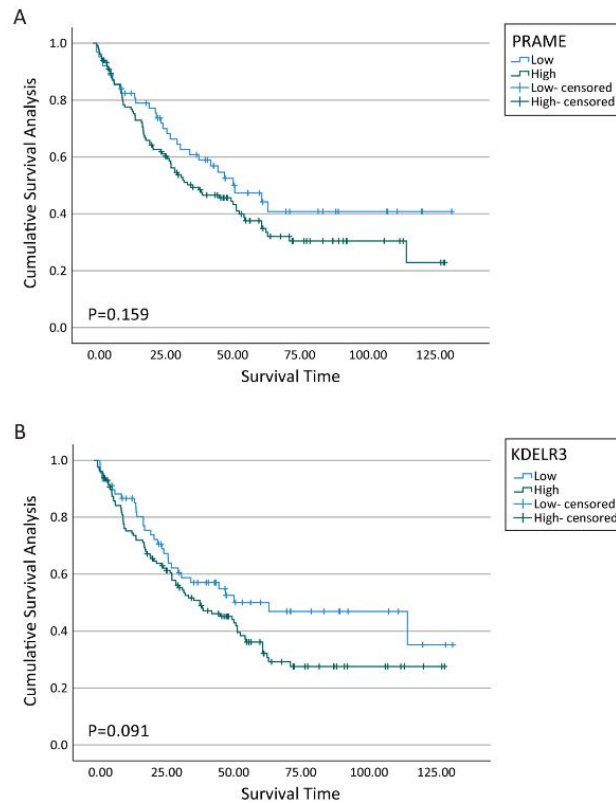 A
PRAME
Low
High
Low- censored
High- censored
Cumulative Survival Analysis
1.0
0.8
0.6
0.4
0.2
0.0
P=0.159
0.00 25.00 50.00 75.00 100.00 125.00
Survival Time
B
KDELR3
Low
High
Low- censored
High- censored
Cumulative Survival Analysis
1.0
0.8
0.6
0.4
0.2
0.0
P=0.091
0.00 25.00 50.00 75.00 100.00 125.00
Survival Time